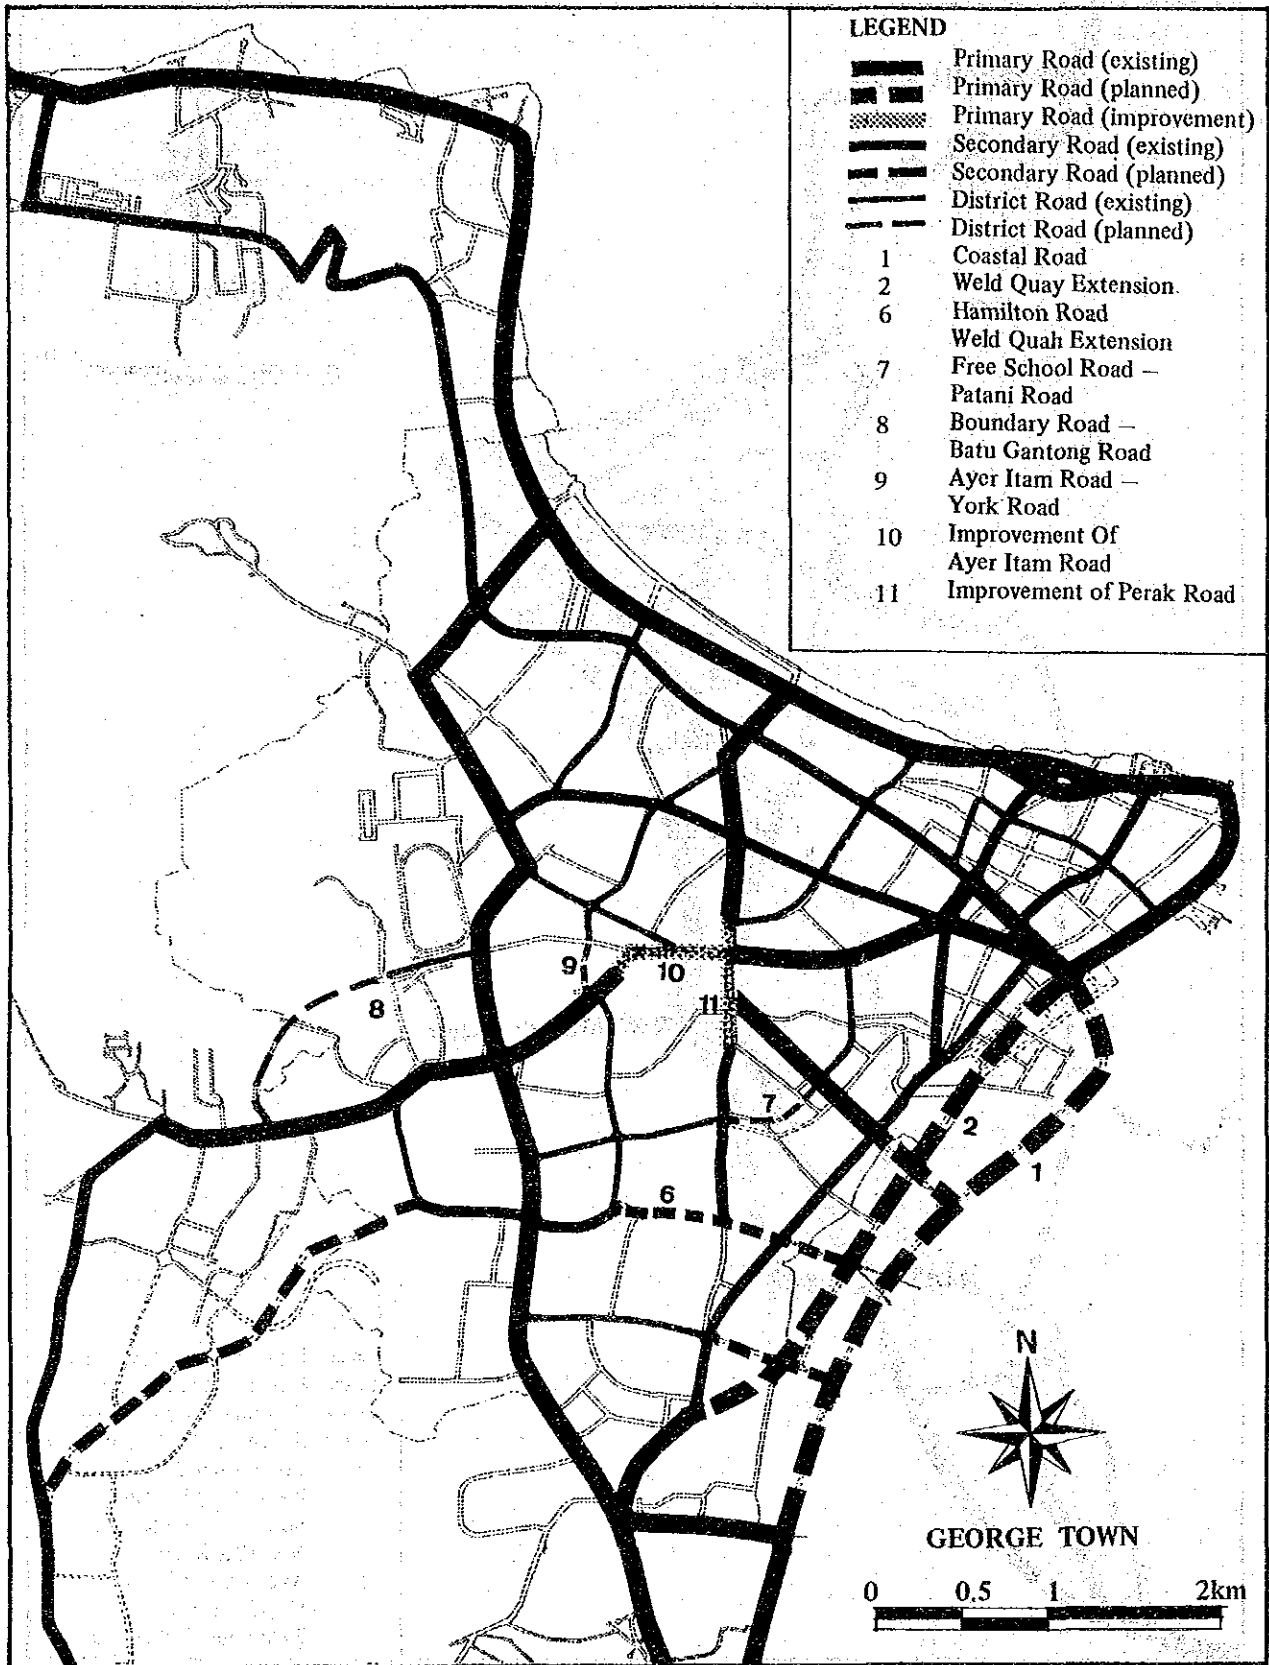 LEGEND
Primary Road (existing)
Primary Road (planned)
Primary Road (improvement)
Secondary Road (existing)
Secondary Road (planned)
District Road (existing)
District Road (planned)
1 Coastal Road
2 Weld Quay Extension
6 Hamilton Road
Weld Quah Extension
7 Free School Road –
Patani Road
8 Boundary Road –
Batu Gantong Road
9 Ayer Itam Road –
York Road
10 Improvement Of
Ayer Itam Road
11 Improvement of Perak Road
9
10
8
11
7
2
1
6
N
GEORGE TOWN
0 0.5 1 2km